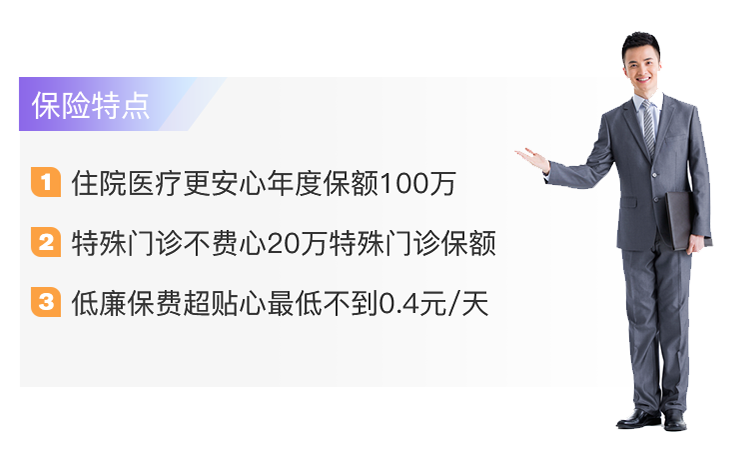 保险特点
1 住院医疗更安心年度保额100万
2 特殊门诊不费心20万特殊门诊保额
3 低廉保费超贴心最低不到0.4元/天